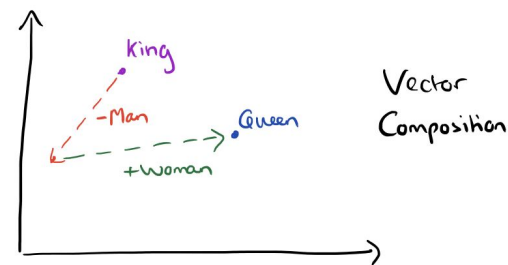 King
Vector
-Man
Queen
Composition
+Woman